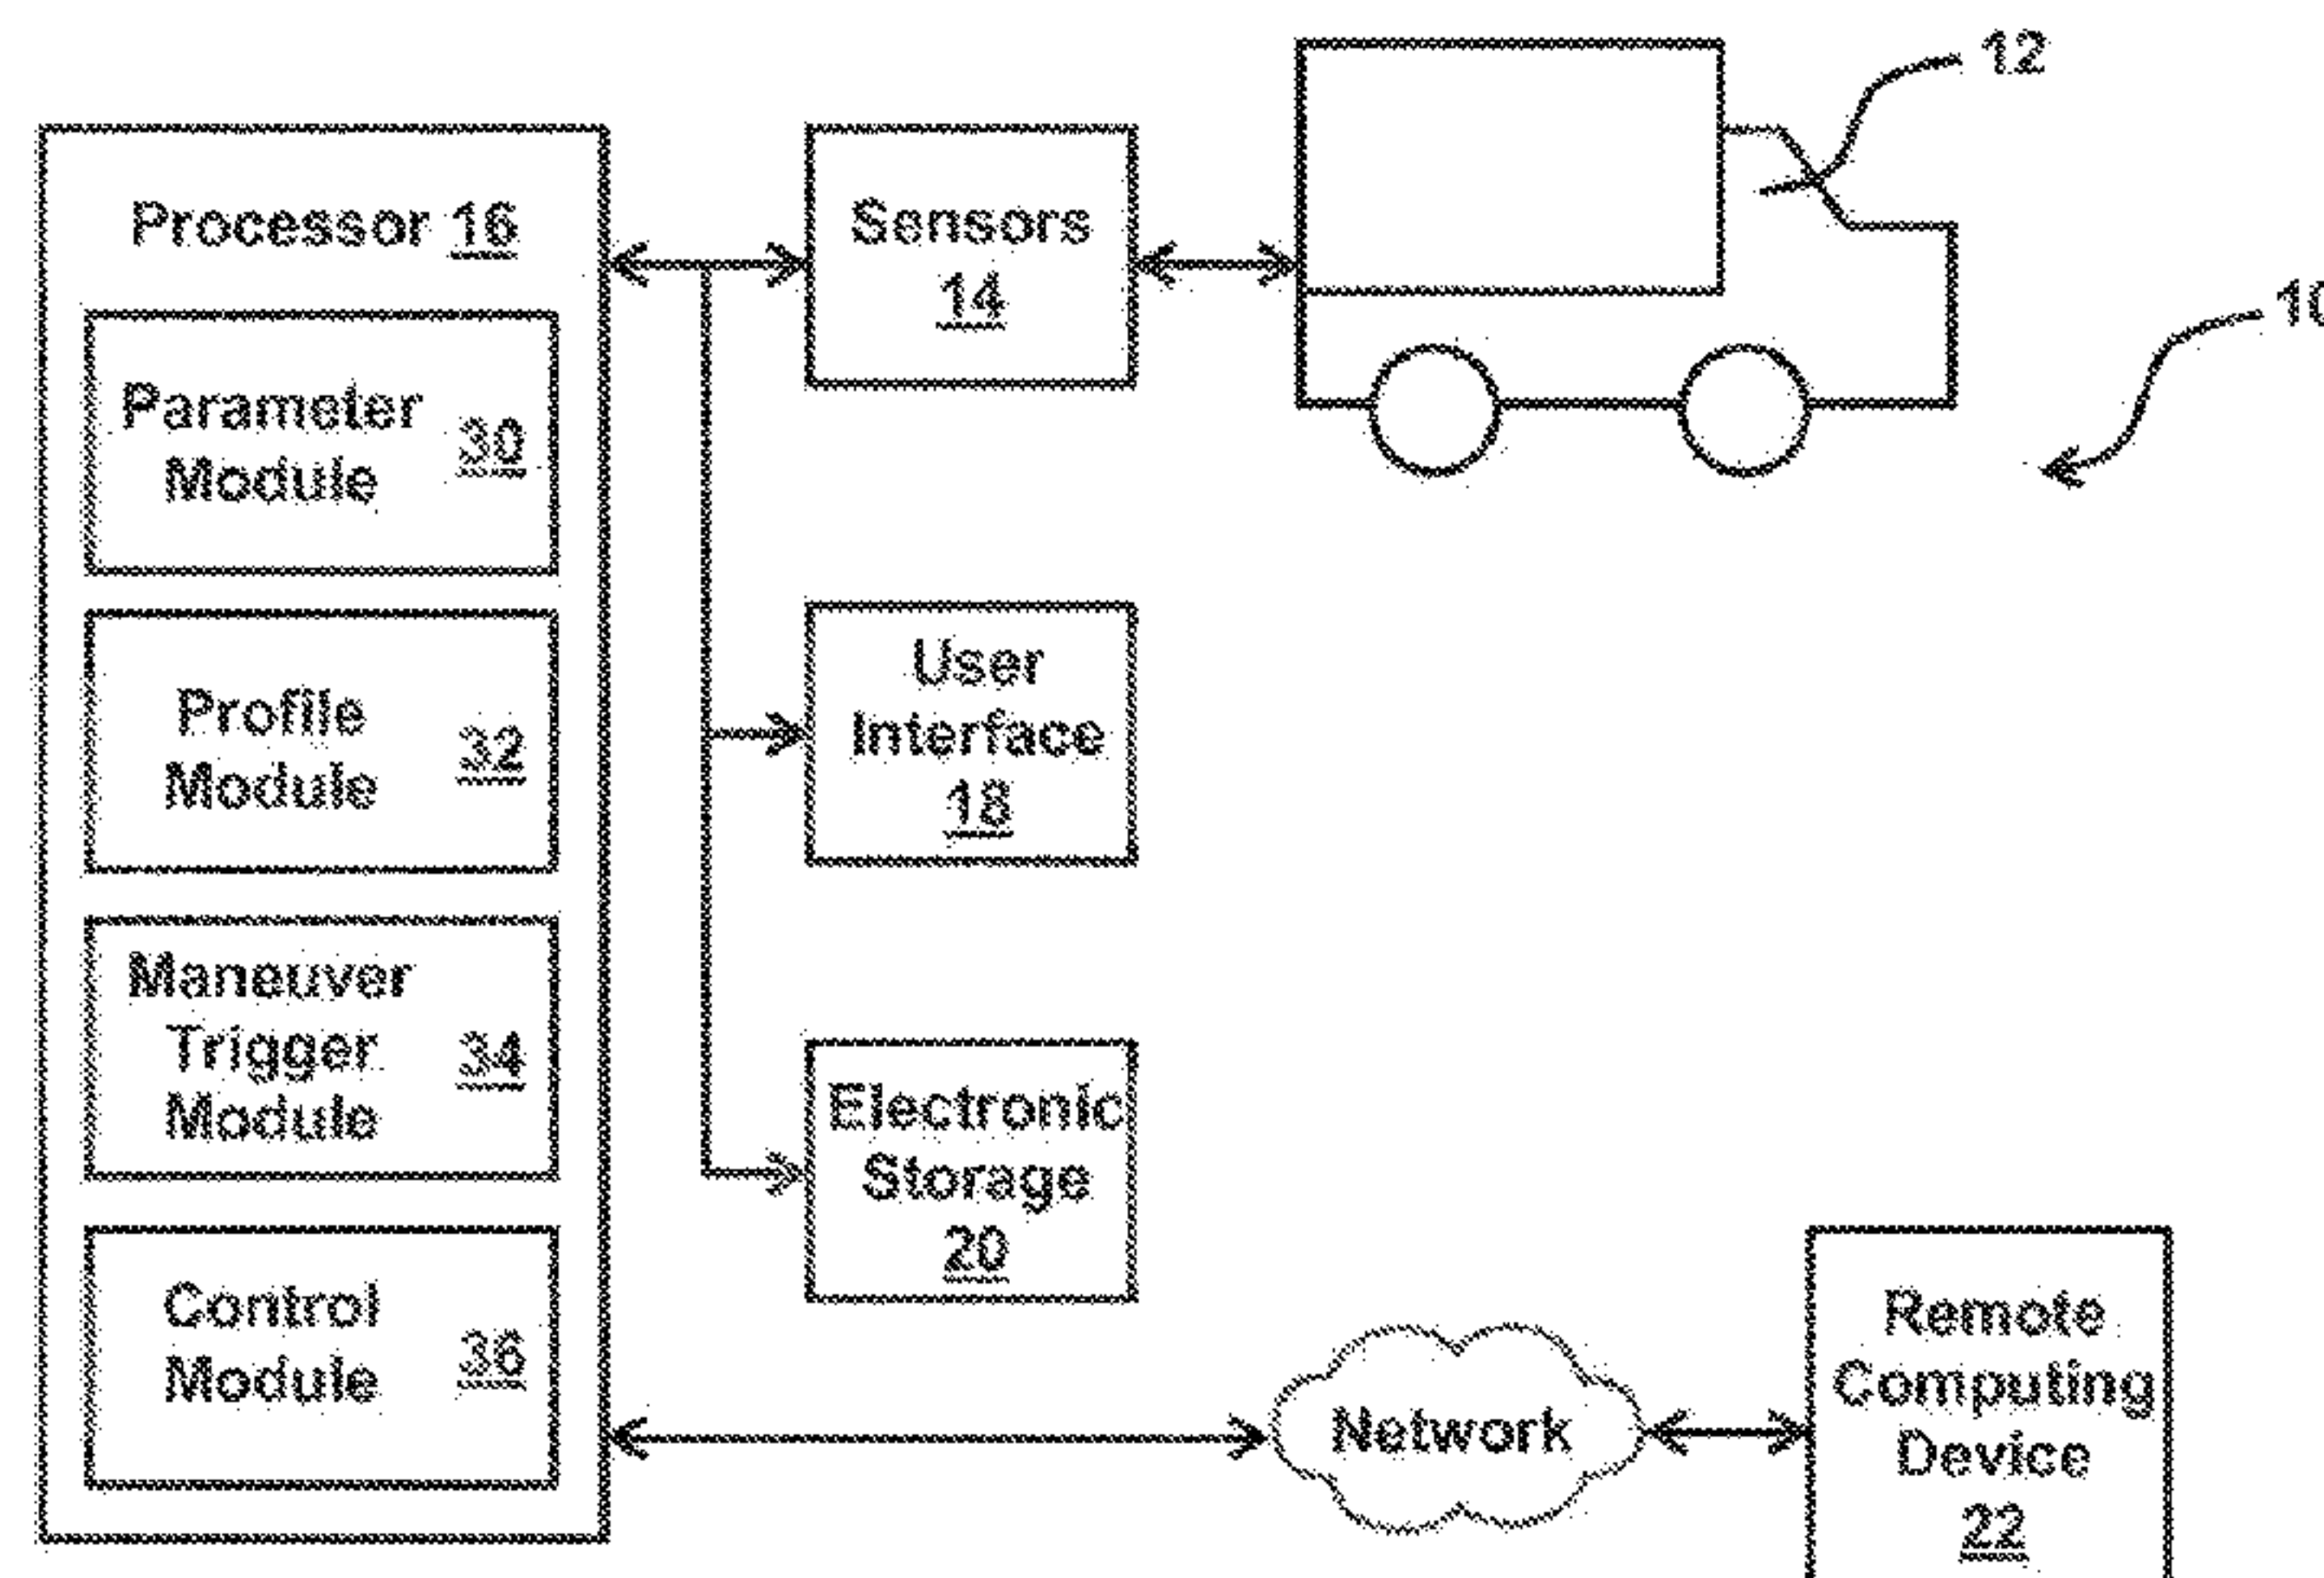 Processor 16
Parameter
Module
30
Profile
Module
32
Maneuver
Trigger
Module
34
Control
Module
36
Sensors
14
User
Interface
18
Electronic
Storage
20
Network
Remote
Computing
Device
22
12
10